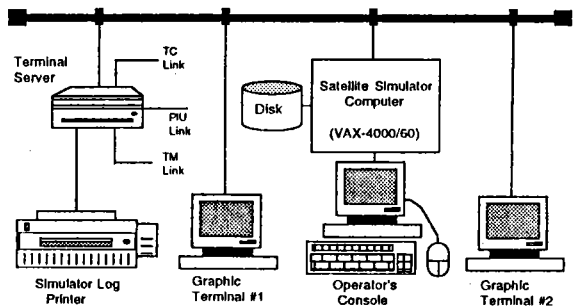 TC
Link
Terminal
Server
PIU
Link
TM
Link
Disk
Satellite Simulator
Computer
(VAX-4000/60)
Simulator Log
Printer
Graphic
Terminal #1
Operator's
Console
Graphic
Terminal #2